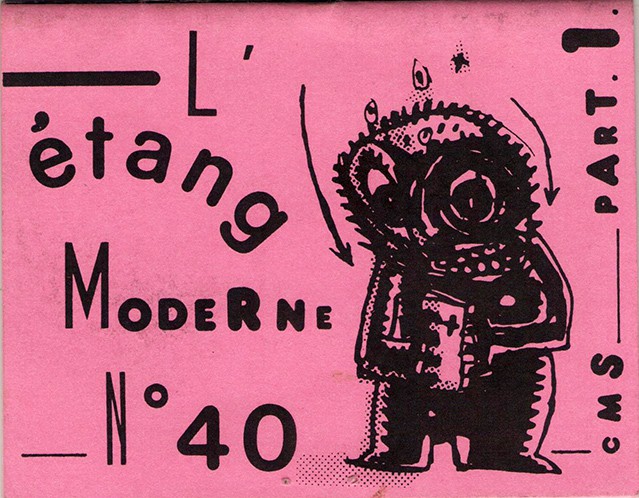 L'
étang
MODERNE
N° 40
CMS PART. 1.